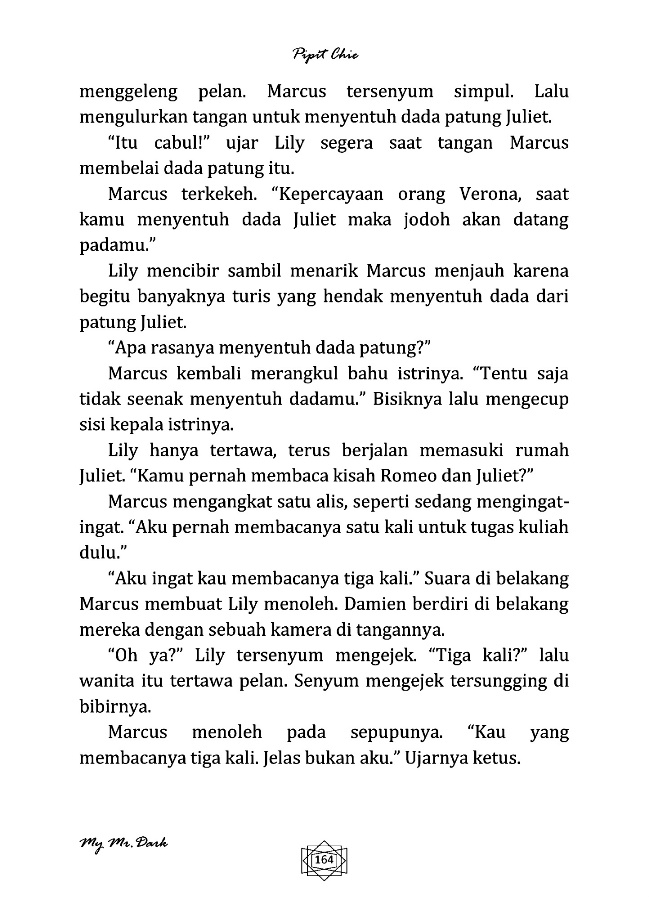 Pipit Chie
menggeleng pelan. Marcus tersenyum simpul. Lalu
mengulurkan tangan untuk menyentuh dada patung Juliet.
“Itu cabul!” ujar Lily segera saat tangan Marcus
membelai dada patung itu.
Marcus terkekeh. “Kepercayaan orang Verona, saat
kamu menyentuh dada Juliet maka jodoh akan datang
padamu.”
Lily mencibir sambil menarik Marcus menjauh karena
begitu banyaknya turis yang hendak menyentuh dada dari
patung Juliet.
“Apa rasanya menyentuh dada patung?”
Marcus kembali merangkul bahu istrinya. “Tentu saja
tidak seenak menyentuh dadamu.” Bisiknya lalu mengecup
sisi kepala istrinya.
Lily hanya tertawa, terus berjalan memasuki rumah
Juliet. “Kamu pernah membaca kisah Romeo dan Juliet?”
Marcus mengangkat satu alis, seperti sedang mengingat-
ingat. “Aku pernah membacanya satu kali untuk tugas kuliah
dulu.”
“Aku ingat kau membacanya tiga kali.” Suara di belakang
Marcus membuat Lily menoleh. Damien berdiri di belakang
mereka dengan sebuah kamera di tangannya.
“Oh ya?” Lily tersenyum mengejek. “Tiga kali?” lalu
wanita itu tertawa pelan. Senyum mengejek tersungging di
bibirnya.
Marcus menoleh pada sepupunya. “Kau yang
membacanya tiga kali. Jelas bukan aku.” Ujarnya ketus.
My Mr. Dark
164